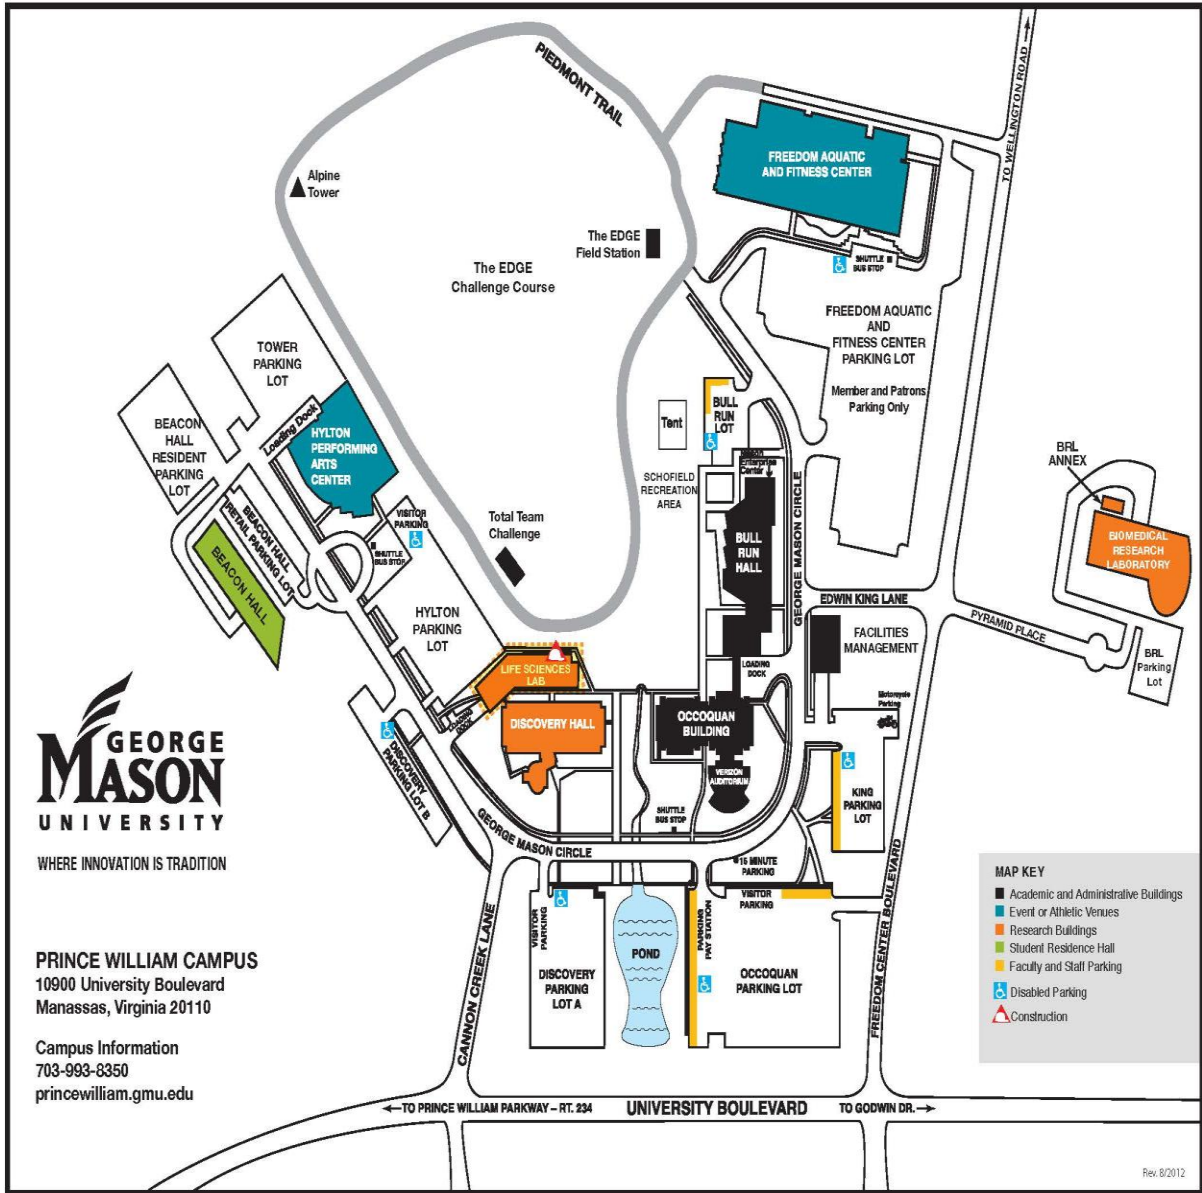 PIEDMONT TRAIL
TO WELLINGTON ROAD
FREEDOM AQUATIC
AND FITNESS CENTER
Alpine
Tower
The EDGE
Field Station
SHUTTLE
BUS STOP
The EDGE
Challenge Course
FREEDOM AQUATIC
AND
FITNESS CENTER
PARKING LOT
Member and Patrons
Parking Only
TOWER
PARKING
LOT
BULL
RUN
LOT
Tent
BEACON
HALL
RESIDENT
PARKING
LOT
Loading Dock
HYLTON
PERFORMING
ARTS
CENTER
Enterprise
Center
BRL
ANNEX
SCHOFIELD
RECREATION
AREA
GEORGE MASON CIRCLE
BEACON HALL
RETAIL PARKING LOT
VISITOR
PARKING
Total Team
Challenge
BULL
RUN
HALL
BIOMEDICAL
RESEARCH
LABORATORY
BEACON HALL
SHUTTLE
BUS STOP
HYLTON
PARKING
LOT
EDWIN KING LANE
PYRAMID PLACE
FACILITIES
MANAGEMENT
LIFE SCIENCES
LAB
LOADING
DOCK
BRL
Parking
Lot
Motorcycle
Parking
LOADING
DOCK
DISCOVERY HALL
OCCOQUAN
BUILDING
DISCOVERY
PARKING LOT B
VERIZON
AUDITORIUM
GEORGE
MASON
UNIVERSITY
WHERE INNOVATION IS TRADITION
KING
PARKING
LOT
SHUTTLE
BUS STOP
GEORGE MASON CIRCLE
15 MINUTE
PARKING
FREEDOM CENTER BOULEVARD
VISITOR
PARKING
VISITOR
PARKING
PARKING
PAY STATION
CANNON CREEK LANE
POND
DISCOVERY
PARKING
LOT A
OCCOQUAN
PARKING LOT
MAP KEY
Academic and Administrative Buildings
Event or Athletic Venues
Research Buildings
Student Residence Hall
Faculty and Staff Parking
Disabled Parking
Construction
PRINCE WILLIAM CAMPUS
10900 University Boulevard
Manassas, Virginia 20110
Campus Information
703-993-8350
princewilliam.gmu.edu
TO PRINCE WILLIAM PARKWAY – RT. 234
UNIVERSITY BOULEVARD
TO GODWIN DR.
Rev. 8/2012